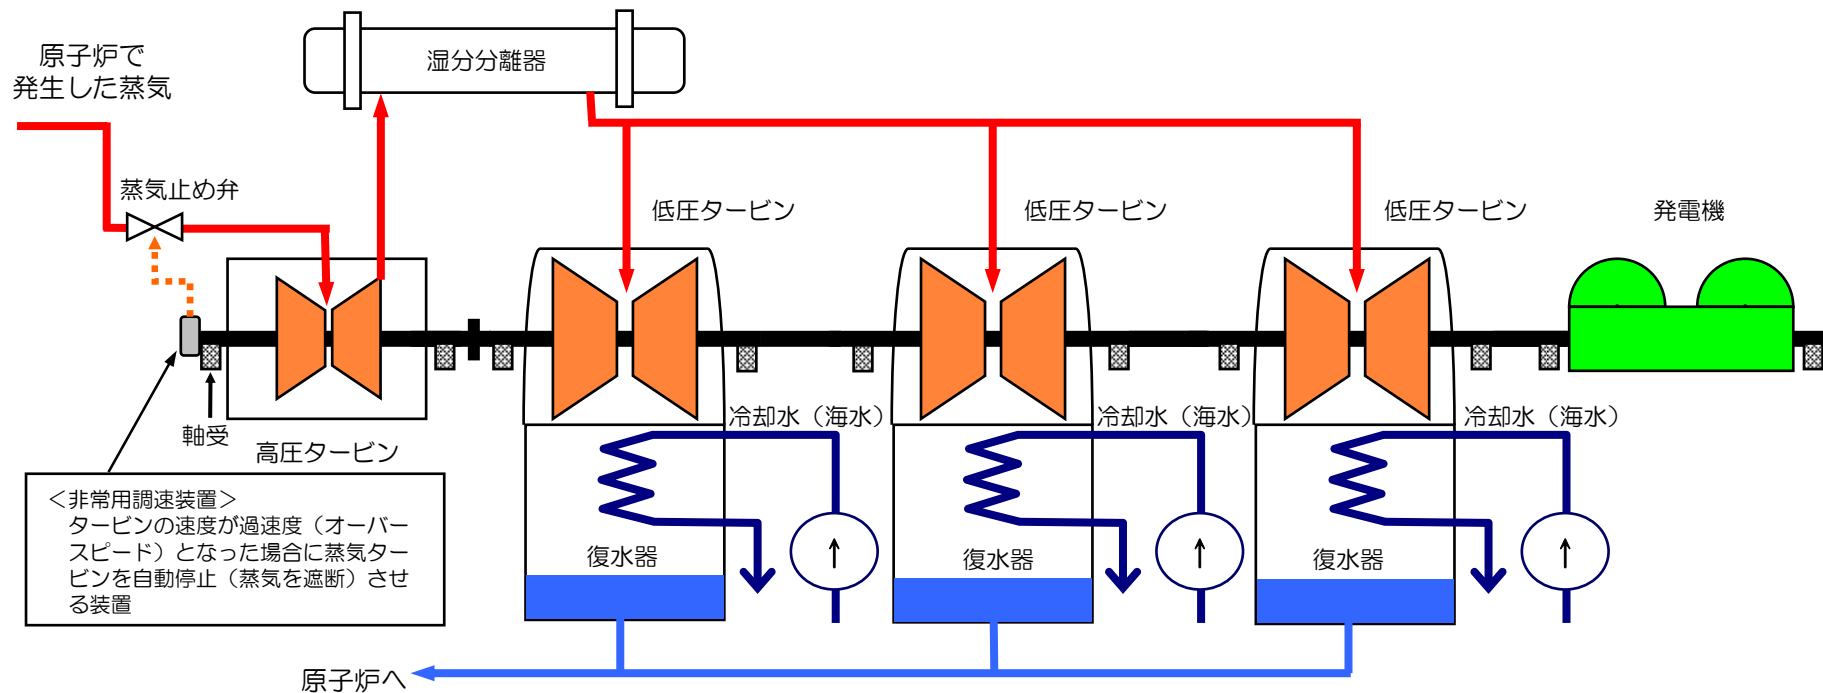 原子炉で
発生した蒸気
湿分分離器
蒸気止め弁
低圧タービン
低圧タービン
低圧タービン
発電機
軸受
高圧タービン
冷却水（海水）
冷却水（海水）
冷却水（海水）
＜非常用調速装置＞
タービンの速度が過速度（オーバー
スピード）となった場合に蒸気ター
ビンを自動停止（蒸気を遮断）させ
る装置
復水器
復水器
復水器
原子炉へ